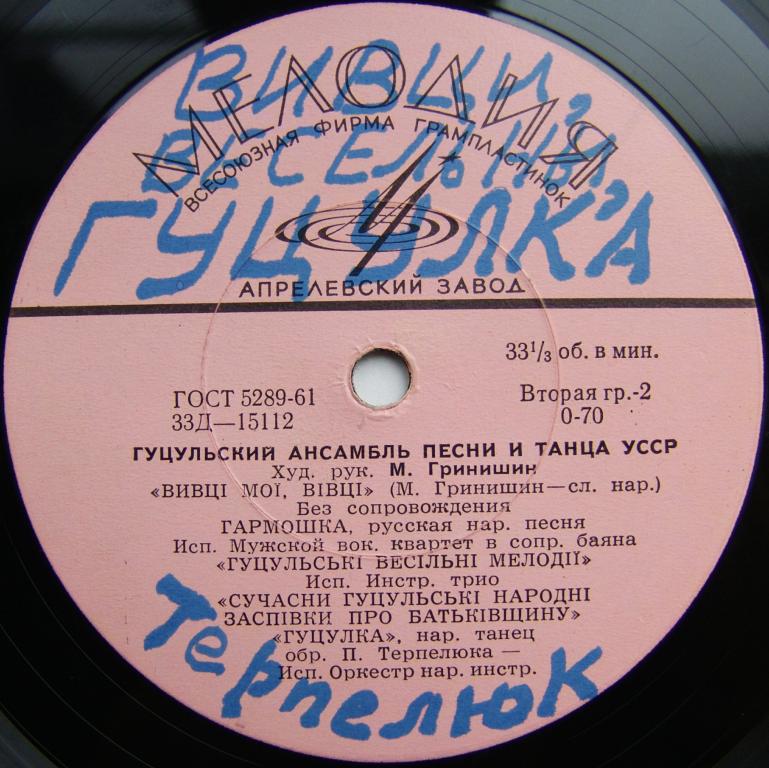 ВИВЦИ,
МЕЛОДИЯ
ВСЕСОЮЗНАЯ ФИРМА ГРАМПЛАСТИНОК
ГУЦУЛКА
АПРЕЛЕВСКИЙ ЗАВОД
33¹/₃ об. в мин.
ГОСТ 5289-61 Вторая гр.-2
33Д—15112 0-70
ГУЦУЛЬСКИЙ АНСАМБЛЬ ПЕСНИ И ТАНЦА УССР
Худ. рук. М. Гринишин
«ВИВЦІ МОЇ, ВІВЦІ» (М. Гринишин—сл. нар.)
Без сопровождения
ГАРМОШКА, русская нар. песня
Исп. Мужской вок. квартет в сопр. баяна
«ГУЦУЛЬСЬКІ ВЕСІЛЬНІ МЕЛОДІЇ»
Исп. Инстр. трио
«СУЧАСНИ ГУЦУЛЬСЬКІ НАРОДНІ
ЗАСПІВКИ ПРО БАТЬКІВЩИНУ»
«ГУЦУЛКА», нар. танец
обр. П. Терпелюка —
Исп. Оркестр нар. инстр.
Терпелюк